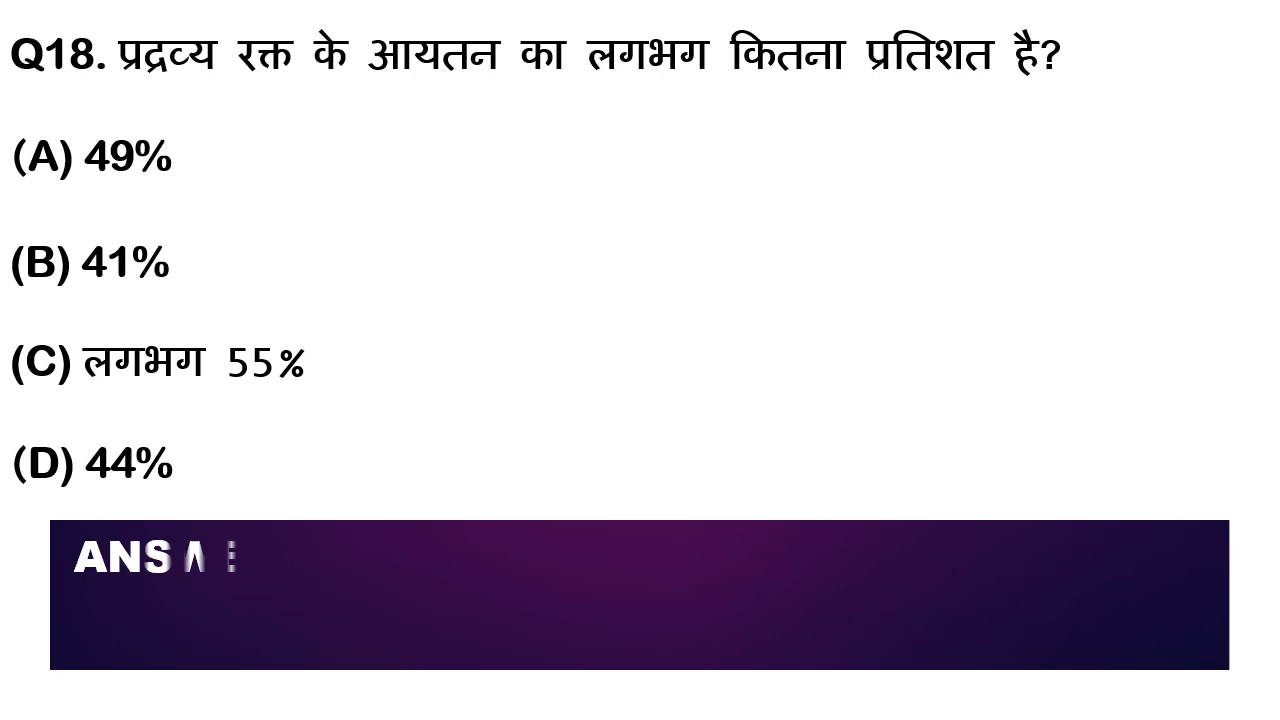 Q18. प्रद्रव्य रक्त के आयतन का लगभग कितना प्रतिशत है?
(A) 49%
(B) 41%
(C) लगभग 55%
(D) 44%
ANS